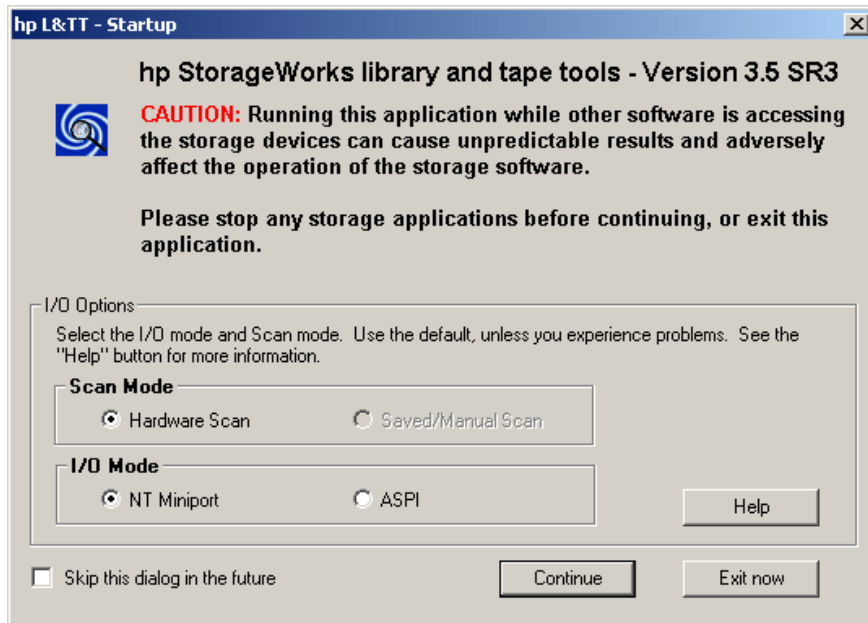 hp L&TT - Startup
hp StorageWorks library and tape tools - Version 3.5 SR3
CAUTION: Running this application while other software is accessing
the storage devices can cause unpredictable results and adversely
affect the operation of the storage software.
Please stop any storage applications before continuing, or exit this
application.
I/O Options
Select the I/O mode and Scan mode. Use the default, unless you experience problems. See the
"Help" button for more information.
Scan Mode
Hardware Scan Saved/Manual Scan
I/O Mode
NT Miniport ASPI
Help
Skip this dialog in the future Continue Exit now